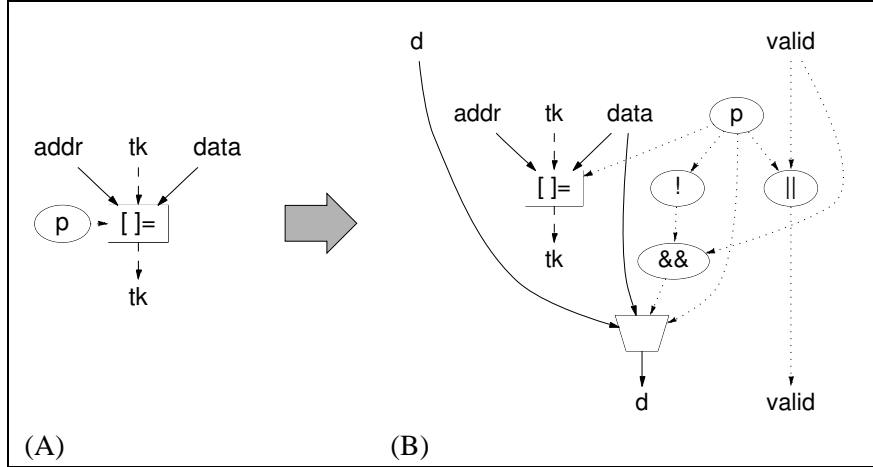 d valid
addr tk data p
addr tk data
[ ]= ! ||
p [ ]=
&&
tk
tk
d valid
(A) (B)